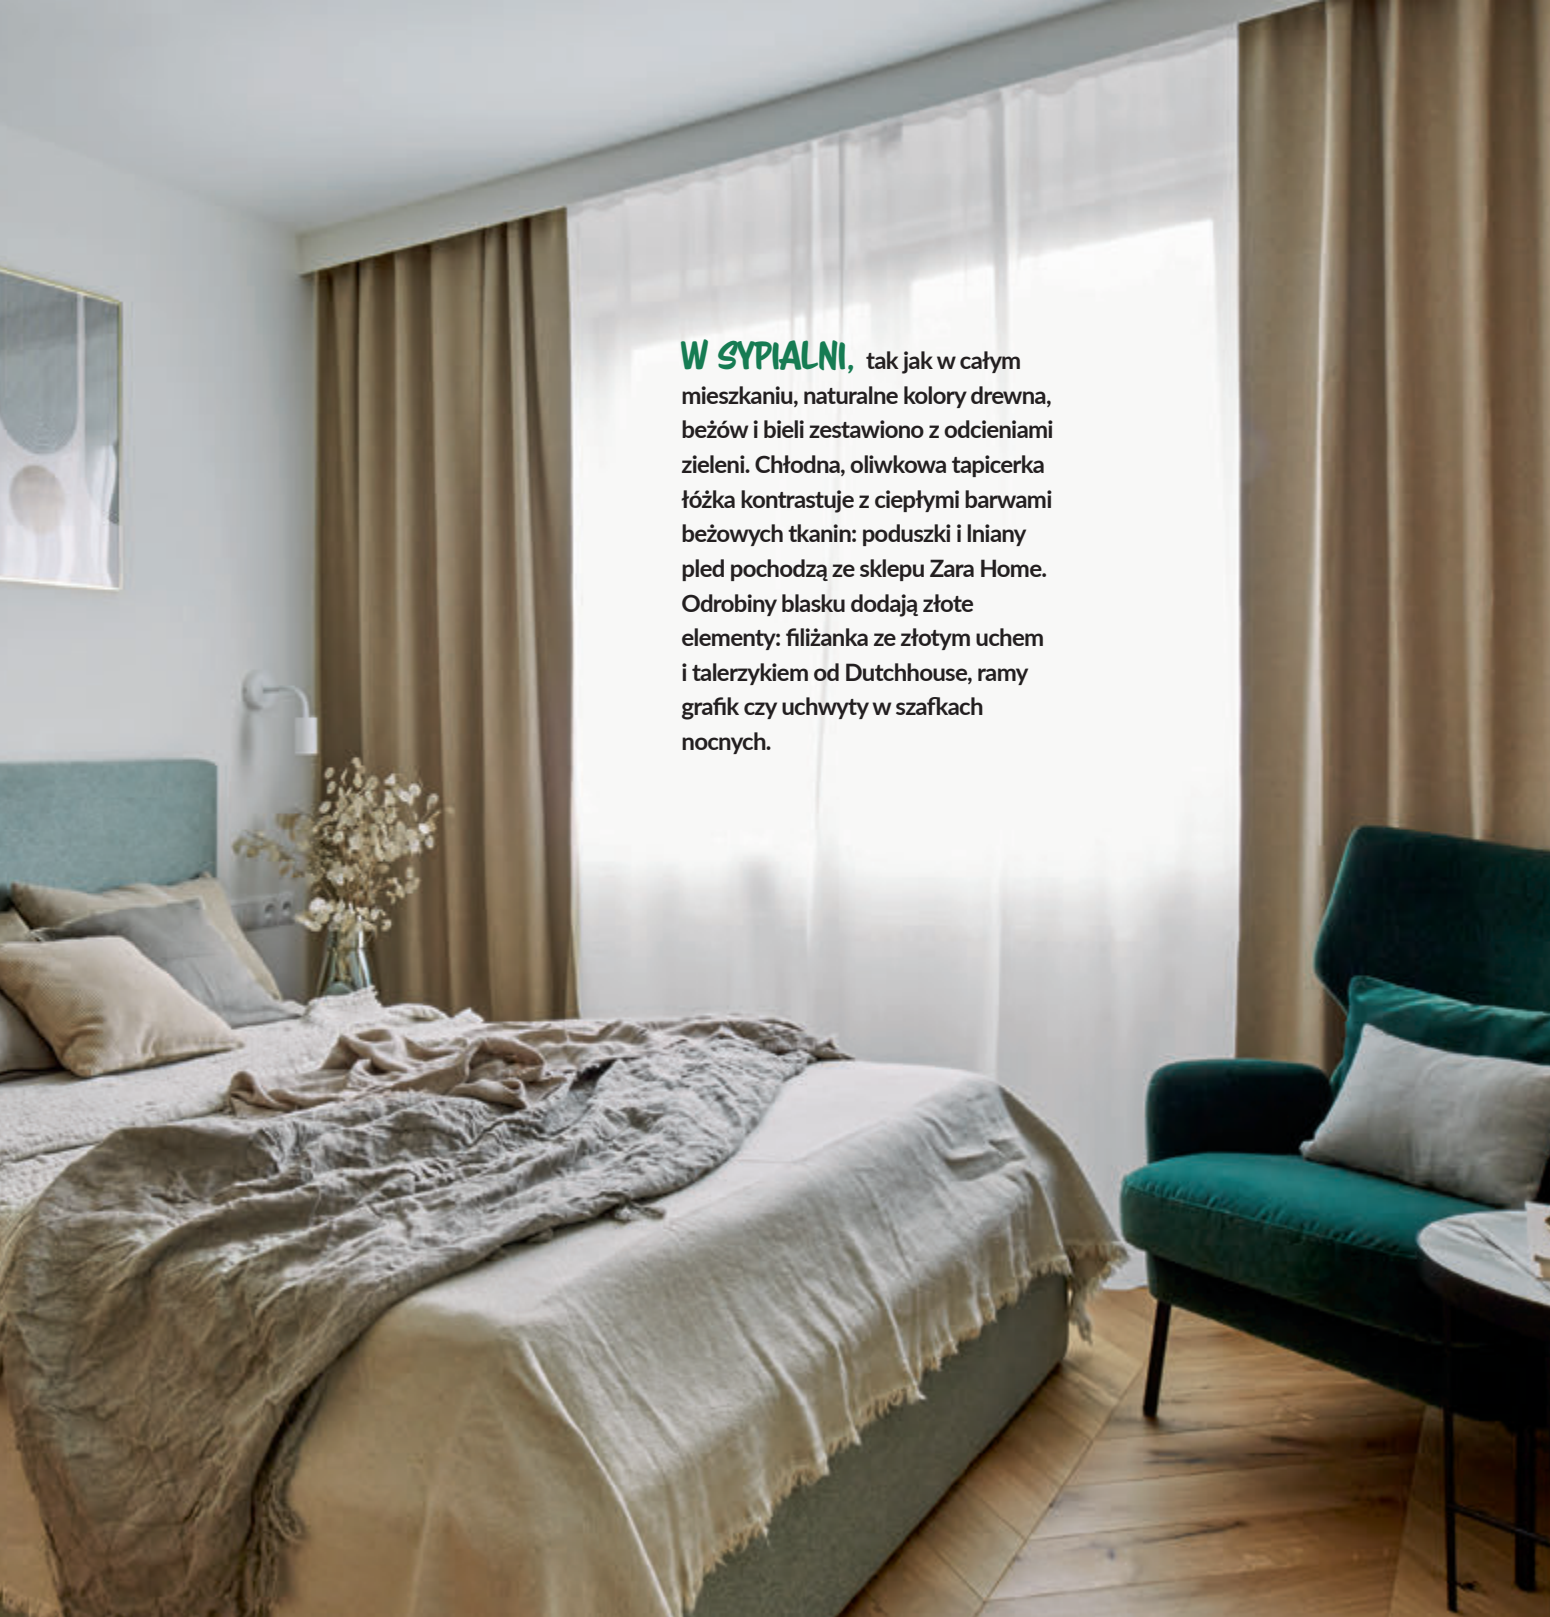 W SYPIALNI, tak jak w całym
mieszkaniu, naturalne kolory drewna,
beżów i bieli zestawiono z odcieniami
zieleni. Chłodna, oliwkowa tapicerka
łóżka kontrastuje z ciepłymi barwami
beżowych tkanin: poduszki i lniany
pled pochodzą ze sklepu Zara Home.
Odrobiny blasku dodają złote
elementy: filiżanka ze złotym uchem
i talerzykiem od Dutchhouse, ramy
grafik czy uchwyty w szafkach
nocnych.